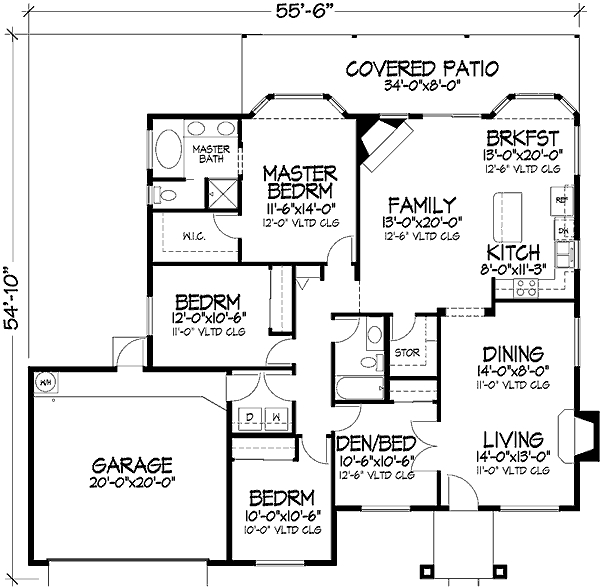 55'-6"
COVERED PATIO
34'-0"x8'-0"
MASTER
BATH
BRKFST
13'-0"x20'-0"
12'-6" VLTD CLG
MASTER
BEDRM
11'-6"x14'-0"
12'-0" VLTD CLG
FAMILY
13'-0"x20'-0"
12'-6" VLTD CLG
REF
DW
W.I.C.
KITCH
8'-0"x11'-3"
54'-10"
BEDRM
12'-0"x10'-6"
11'-0" VLTD CLG
STOR
DINING
14'-0"x8'-0"
11'-0" VLTD CLG
WH
D
W
DEN/BED
10'-6"x10'-6"
12'-6" VLTD CLG
LIVING
14'-0"x13'-0"
11'-0" VLTD CLG
GARAGE
20'-0"x20'-0"
BEDRM
10'-0"x10'-6"
10'-0" VLTD CLG